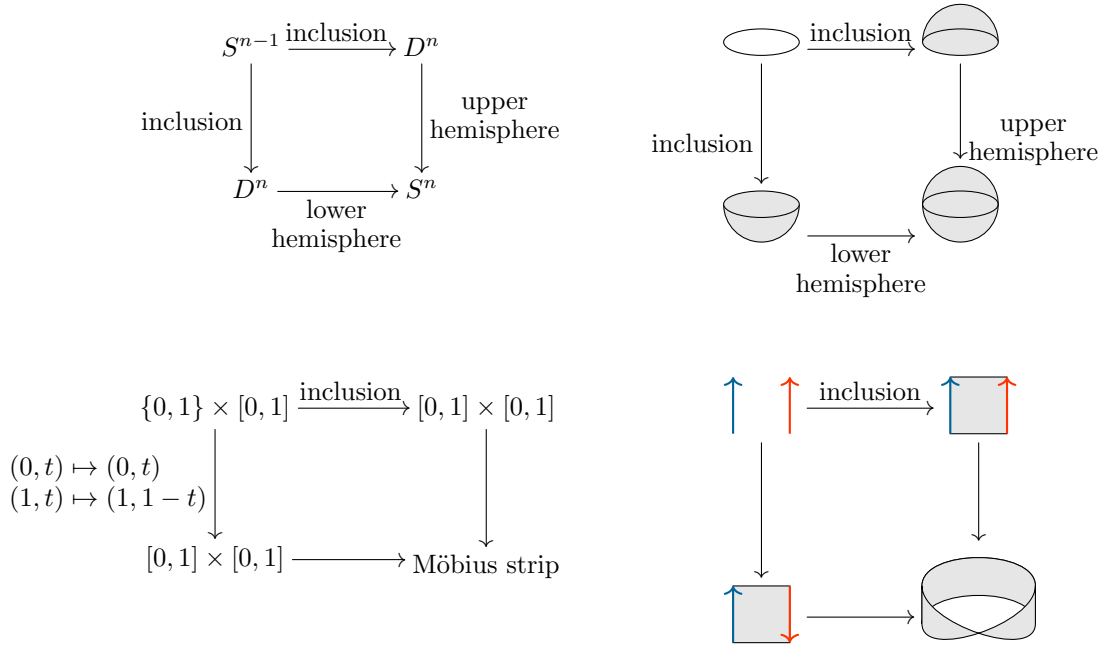 $S^{n-1}$ inclusion $D^n$
inclusion
upper
hemisphere
$D^n$ $S^n$
lower
hemisphere
inclusion
inclusion
upper
hemisphere
lower
hemisphere
{0, 1} × [0, 1] inclusion [0, 1] × [0, 1]
(0, t) ↦ (0, t)
(1, t) ↦ (1, 1 − t)
[0, 1] × [0, 1] Möbius strip
inclusion